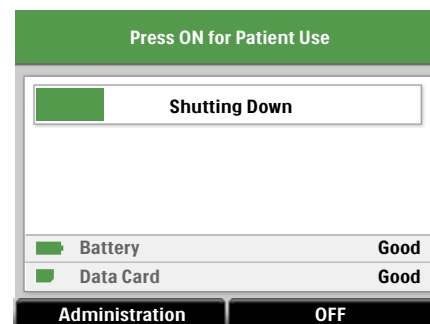 Press ON for Patient Use
Shutting Down
Battery Good
Data Card Good
Administration OFF